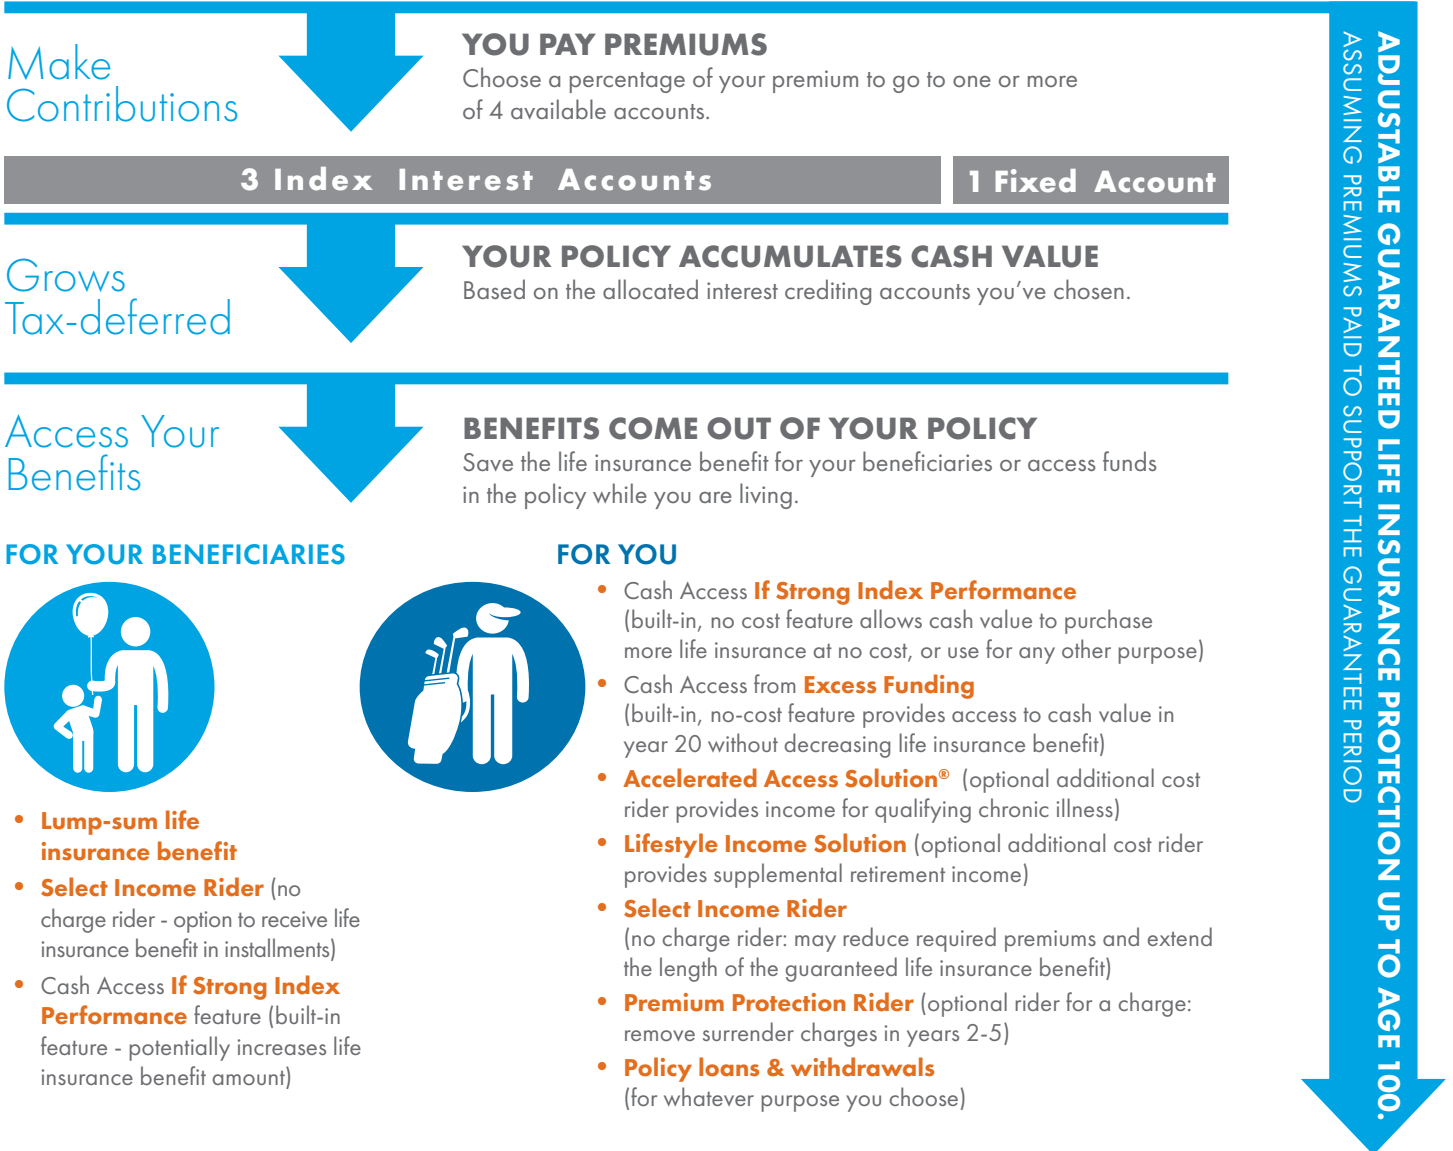 Make
Contributions
YOU PAY PREMIUMS
Choose a percentage of your premium to go to one or more
of 4 available accounts.
3 Index Interest Accounts
1 Fixed Account
Grows
Tax-deferred
YOUR POLICY ACCUMULATES CASH VALUE
Based on the allocated interest crediting accounts you've chosen.
Access Your
Benefits
BENEFITS COME OUT OF YOUR POLICY
Save the life insurance benefit for your beneficiaries or access funds
in the policy while you are living.
FOR YOUR BENEFICIARIES
• Lump-sum life
insurance benefit
• Select Income Rider (no
charge rider - option to receive life
insurance benefit in installments)
• Cash Access If Strong Index
Performance feature (built-in
feature - potentially increases life
insurance benefit amount)
FOR YOU
• Cash Access If Strong Index Performance
(built-in, no cost feature allows cash value to purchase
more life insurance at no cost, or use for any other purpose)
• Cash Access from Excess Funding
(built-in, no-cost feature provides access to cash value in
year 20 without decreasing life insurance benefit)
• Accelerated Access Solution® (optional additional cost
rider provides income for qualifying chronic illness)
• Lifestyle Income Solution (optional additional cost rider
provides supplemental retirement income)
• Select Income Rider
(no charge rider: may reduce required premiums and extend
the length of the guaranteed life insurance benefit)
• Premium Protection Rider (optional rider for a charge:
remove surrender charges in years 2-5)
• Policy loans & withdrawals
(for whatever purpose you choose)
ADJUSTABLE GUARANTEED LIFE INSURANCE PROTECTION UP TO AGE 100.
ASSUMING PREMIUMS PAID TO SUPPORT THE GUARANTEE PERIOD